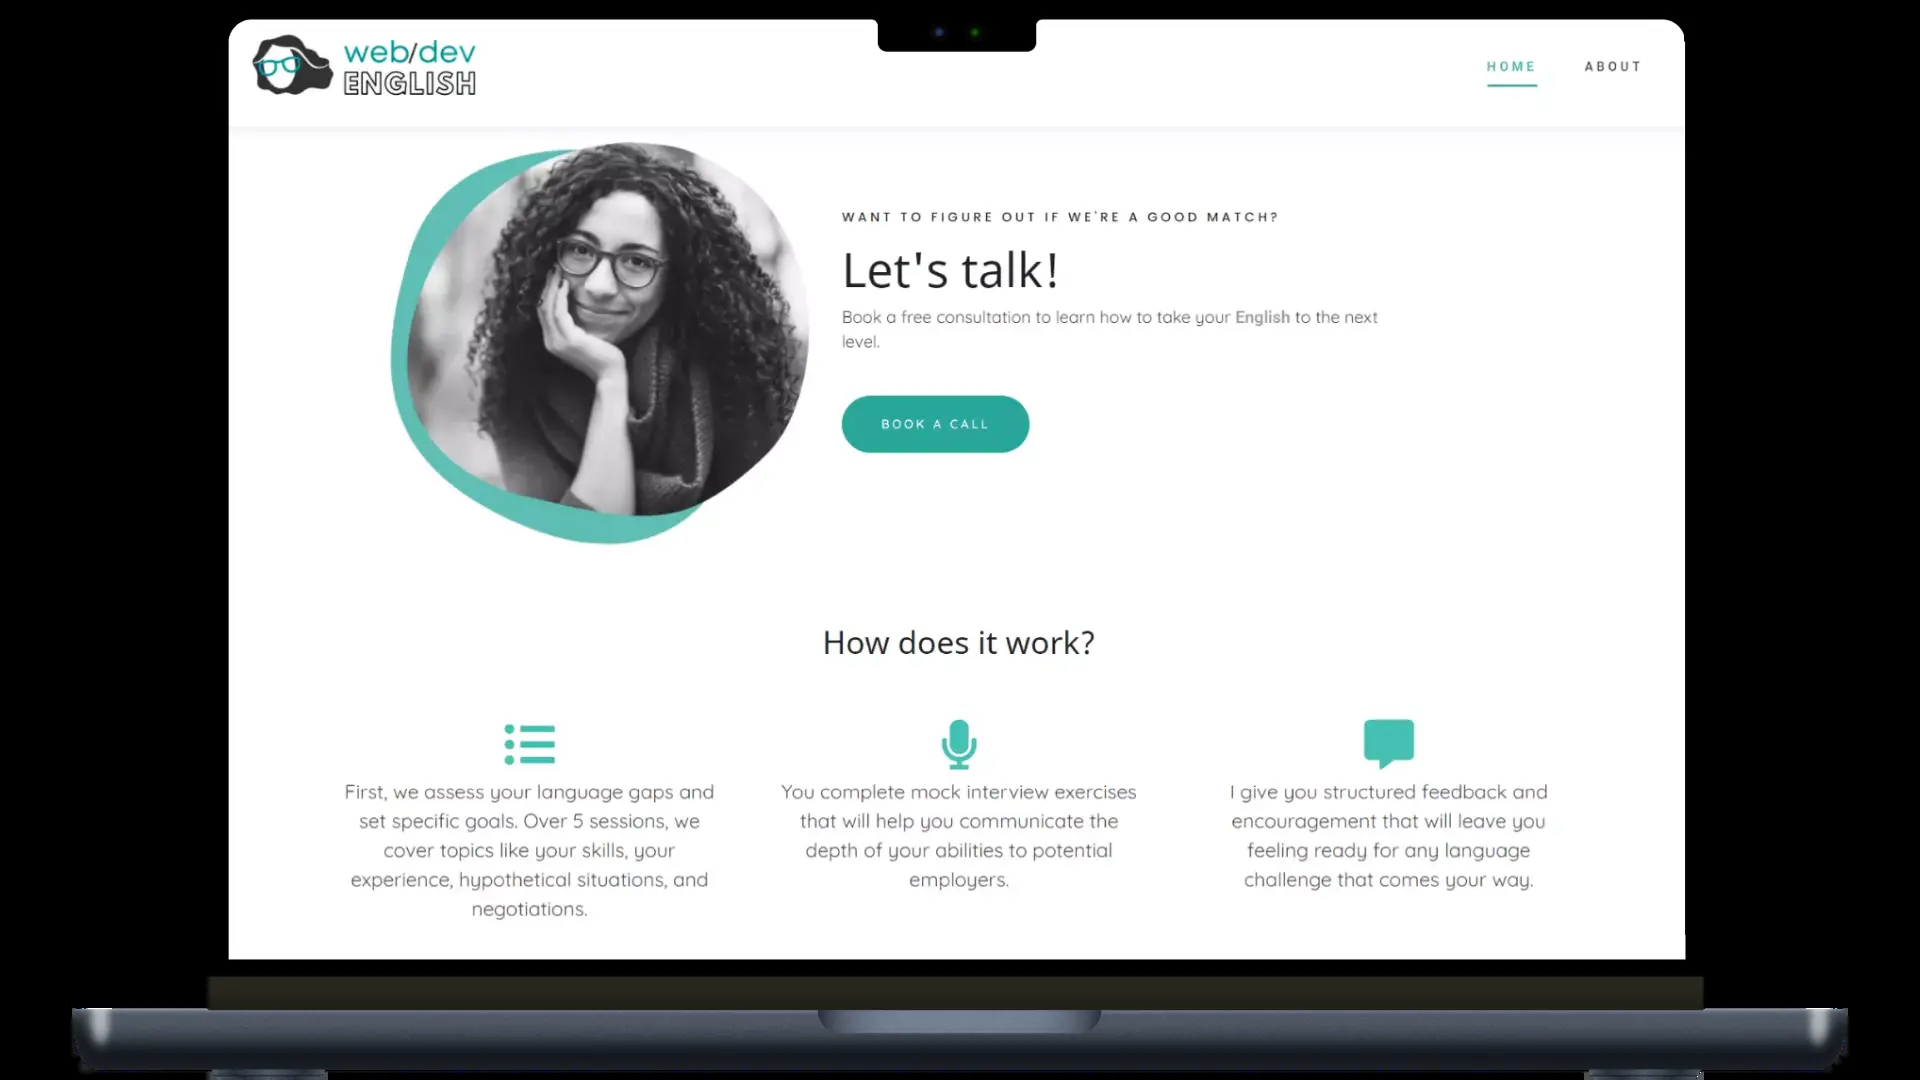 web/dev
ENGLISH
HOME
ABOUT
WANT TO FIGURE OUT IF WE'RE A GOOD MATCH?
Let's talk!
Book a free consultation to learn how to take your English to the next
level.
BOOK A CALL
How does it work?
First, we assess your language gaps and
set specific goals. Over 5 sessions, we
cover topics like your skills, your
experience, hypothetical situations, and
negotiations.
You complete mock interview exercises
that will help you communicate the
depth of your abilities to potential
employers.
I give you structured feedback and
encouragement that will leave you
feeling ready for any language
challenge that comes your way.